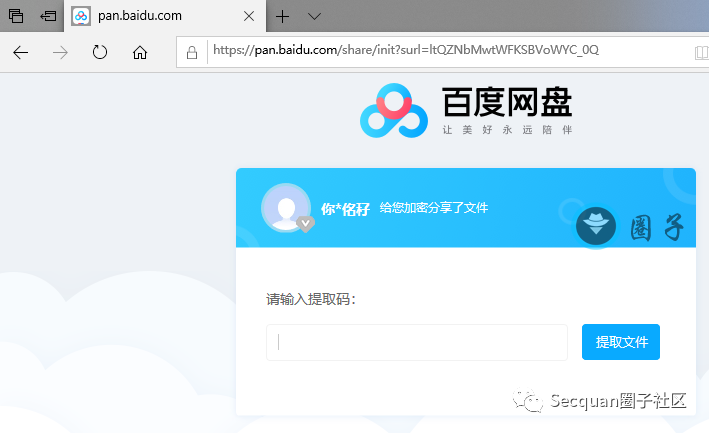 pan.baidu.com
https://pan.baidu.com/share/init?surl=ltQZNbMwtWFKSBVoWYC_0Q
百度网盘
让美好永远陪伴
你*佲秄 给您加密分享了文件
圈子
请输入提取码：
提取文件
Secquan圈子社区